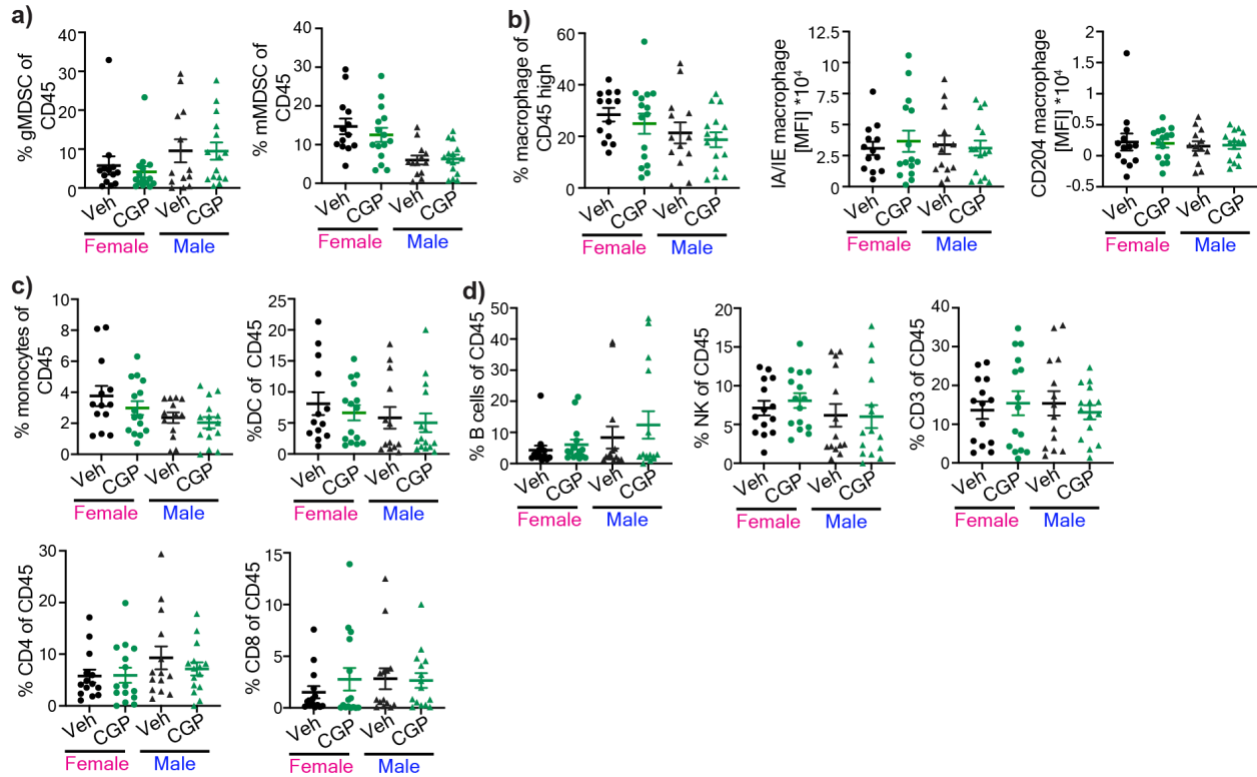 a)
% gMDSC of
CD45
40
30
20
10
0
Veh
CGP
Veh
CGP
Female
Male
% mMDSC of
CD45
40
30
20
10
0
Veh
CGP
Veh
CGP
Female
Male
b)
% macrophage of
CD45 high
60
40
20
0
Veh
CGP
Veh
CGP
Female
Male
IA/IE macrophage
[MFI] *10⁴
12.5
10
7.5
5
2.5
0
Veh
CGP
Veh
CGP
Female
Male
CD204 macrophage
[MFI] *10⁴
2
1.5
1
0.5
0
-0.5
Veh
CGP
Veh
CGP
Female
Male
c)
% monocytes of
CD45
10
8
6
4
2
0
Veh
CGP
Veh
CGP
Female
Male
%DC of CD45
25
20
15
10
5
0
Veh
CGP
Veh
CGP
Female
Male
d)
% B cells of CD45
50
40
30
20
10
0
Veh
CGP
Veh
CGP
Female
Male
% NK of CD45
20
15
10
5
0
Veh
CGP
Veh
CGP
Female
Male
% CD3 of CD45
40
30
20
10
0
Veh
CGP
Veh
CGP
Female
Male
% CD4 of CD45
30
20
10
0
Veh
CGP
Veh
CGP
Female
Male
% CD8 of CD45
15
10
5
0
Veh
CGP
Veh
CGP
Female
Male